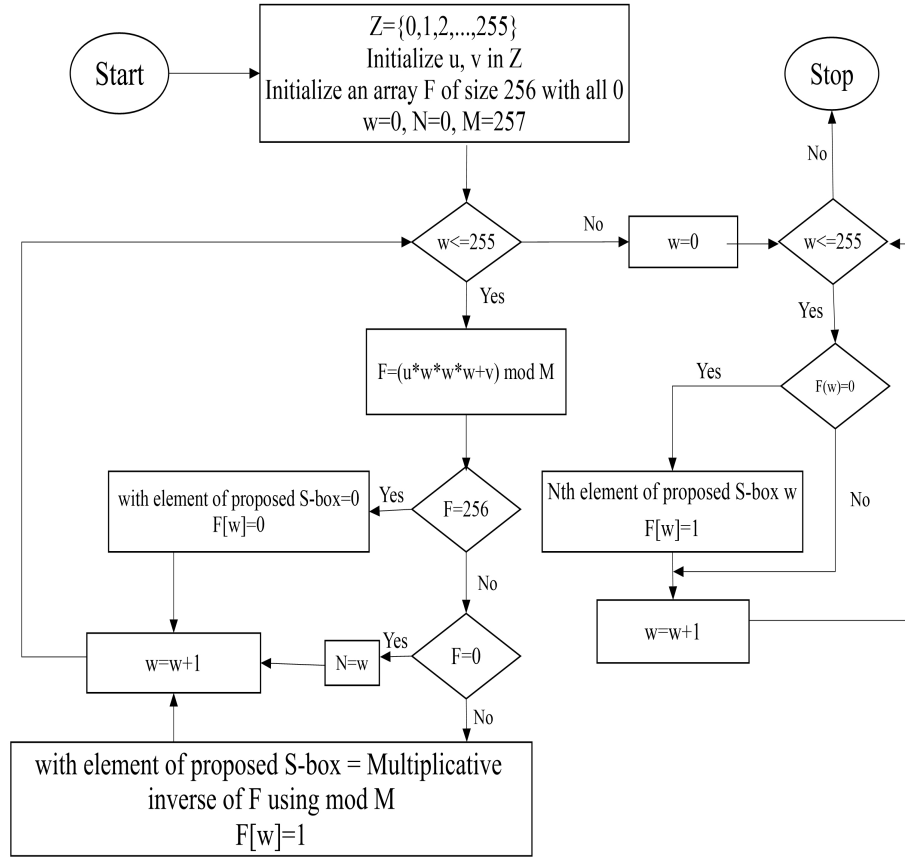 Start
Z={0,1,2,...,255}
Initialize u, v in Z
Initialize an array F of size 256 with all 0
w=0, N=0, M=257
Stop
No
w<=255
No
w=0
w<=255
Yes
Yes
F=(u*w*w*w+v) mod M
Yes
F(w)=0
with element of proposed S-box=0
F[w]=0
Yes
F=256
Nth element of proposed S-box w
F[w]=1
No
No
w=w+1
N=w
Yes
F=0
w=w+1
No
with element of proposed S-box = Multiplicative
inverse of F using mod M
F[w]=1